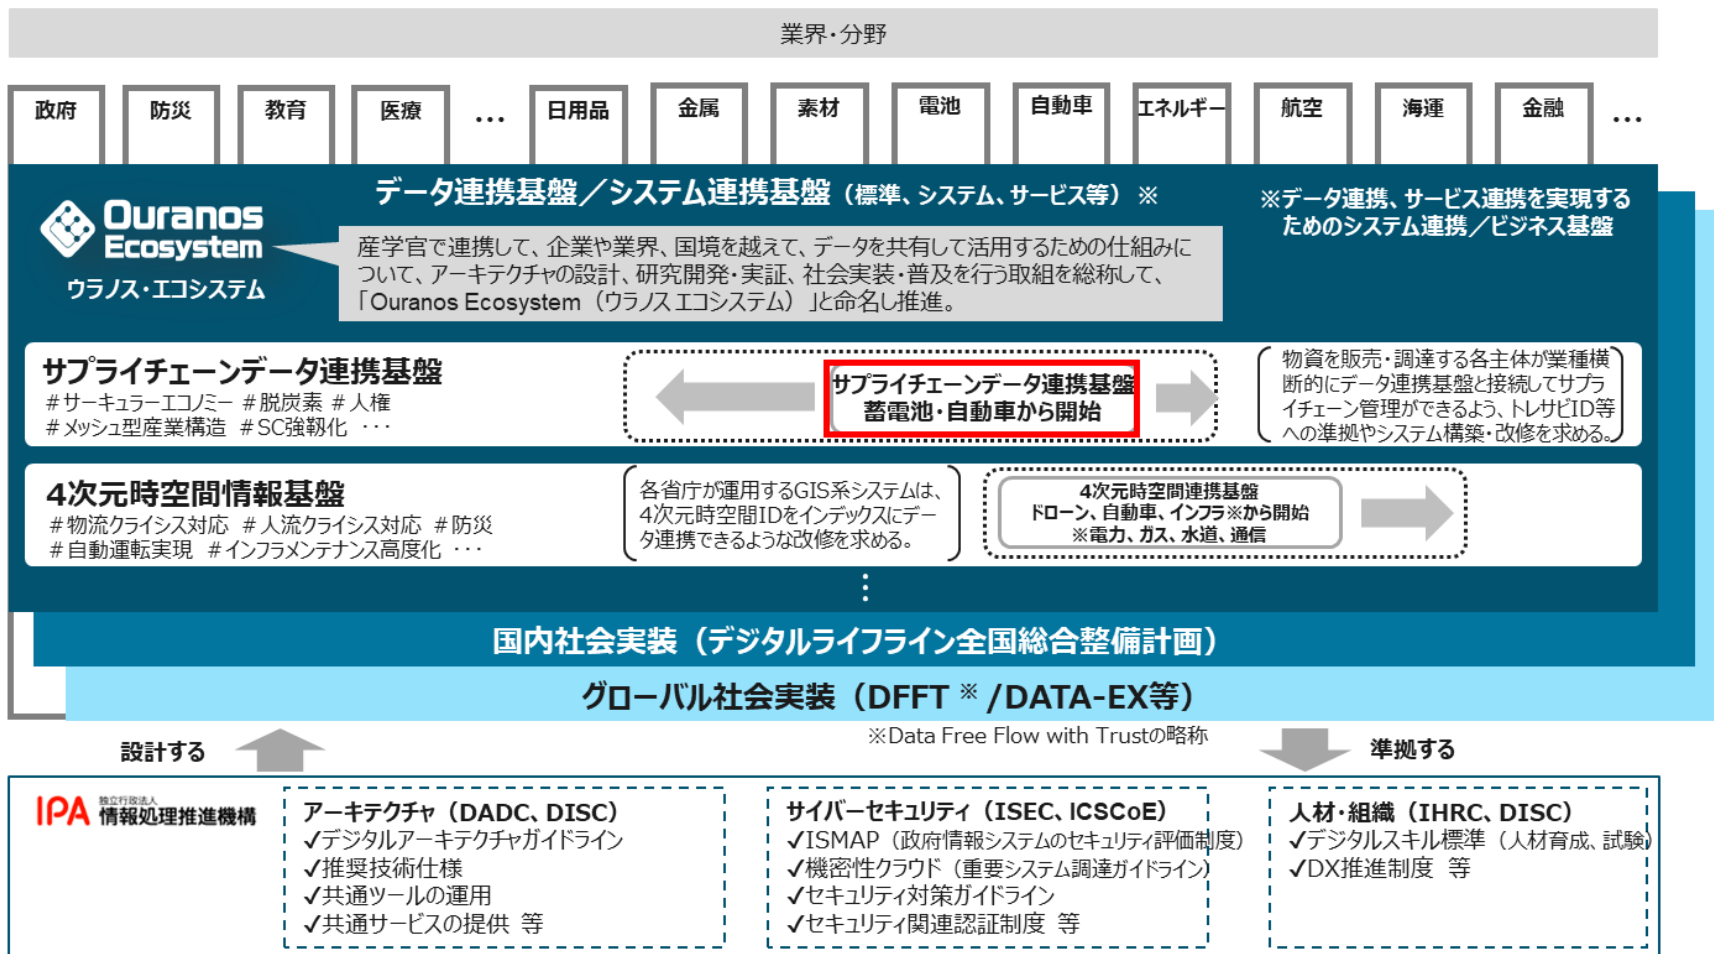 業界・分野
政府
防災
教育
医療
…
日用品
金属
素材
電池
自動車
エネルギー
航空
海運
金融
…
Ouranos
Ecosystem
ウラノス・エコシステム
データ連携基盤／システム連携基盤（標準、システム、サービス等）※
※データ連携、サービス連携を実現する
ためのシステム連携／ビジネス基盤
産学官で連携して、企業や業界、国境を越えて、データを共有して活用するための仕組みに
ついて、アーキテクチャの設計、研究開発・実証、社会実装・普及を行う取組を総称して、
「Ouranos Ecosystem（ウラノス エコシステム）」と命名し推進。
サプライチェーンデータ連携基盤
＃サーキュラーエコノミー ＃脱炭素 ＃人権
＃メッシュ型産業構造 ＃SC強靱化 ･･･
サプライチェーンデータ連携基盤
蓄電池・自動車から開始
物資を販売・調達する各主体が業種横
断的にデータ連携基盤と接続してサプラ
イチェーン管理ができるよう、トレサビID等
への準拠やシステム構築・改修を求める。
4次元時空間情報基盤
＃物流クライシス対応 ＃人流クライシス対応 ＃防災
＃自動運転実現 ＃インフラメンテナンス高度化 ･･･
各省庁が運用するGIS系システムは、
4次元時空間IDをインデックスにデー
タ連携できるような改修を求める。
4次元時空間連携基盤
ドローン、自動車、インフラ※から開始
※電力、ガス、水道、通信
⋮
国内社会実装（デジタルライフライン全国総合整備計画）
グローバル社会実装（DFFT ※ /DATA-EX等）
※Data Free Flow with Trustの略称
設計する
準拠する
IPA 独立行政法人
情報処理推進機構
アーキテクチャ（DADC、DISC）
✓デジタルアーキテクチャガイドライン
✓推奨技術仕様
✓共通ツールの運用
✓共通サービスの提供 等
サイバーセキュリティ（ISEC、ICSCoE）
✓ISMAP（政府情報システムのセキュリティ評価制度）
✓機密性クラウド（重要システム調達ガイドライン）
✓セキュリティ対策ガイドライン
✓セキュリティ関連認証制度 等
人材・組織（IHRC、DISC）
✓デジタルスキル標準（人材育成、試験）
✓DX推進制度 等